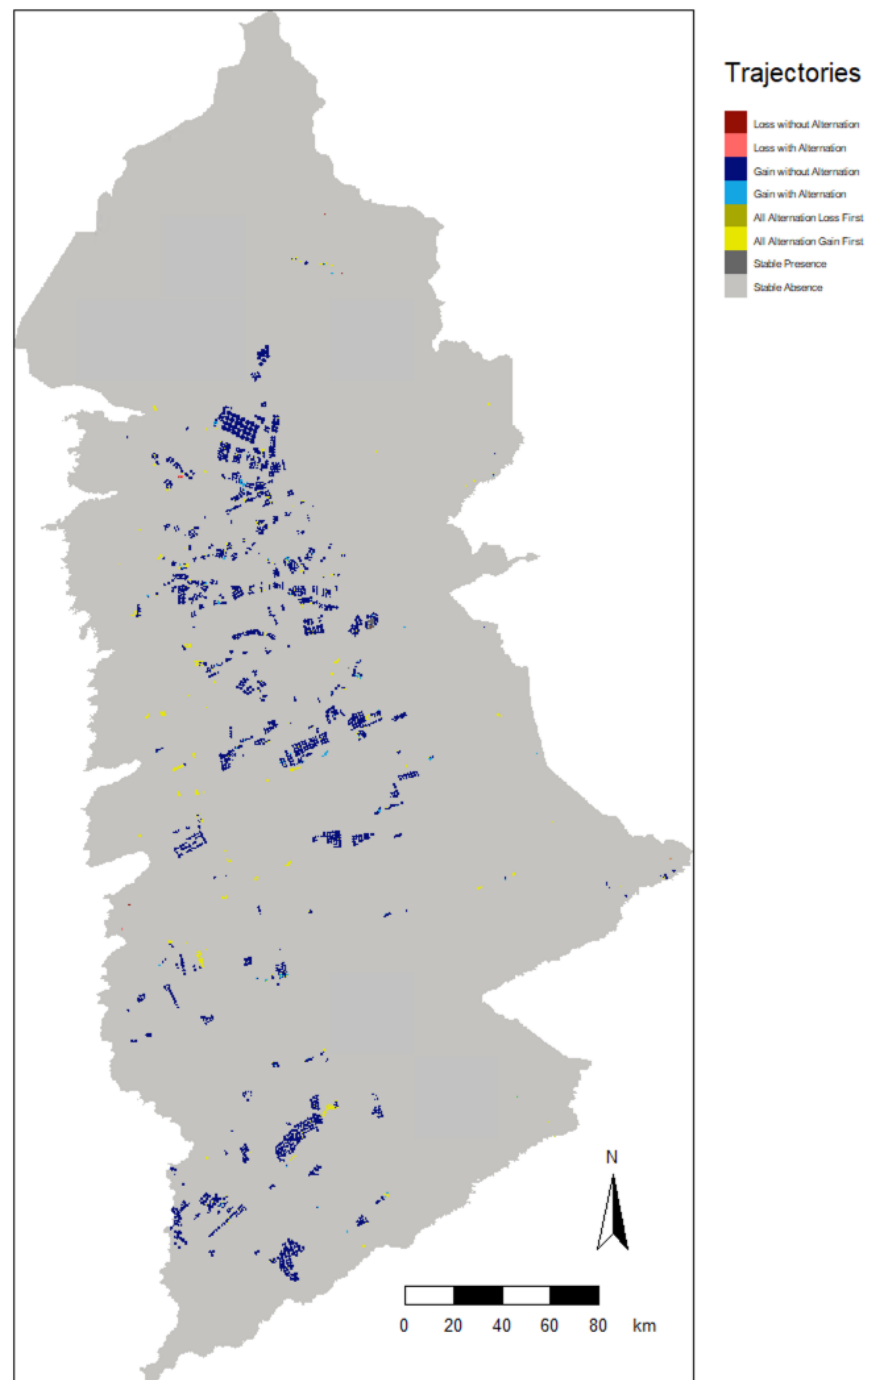 Trajectories
Loss without Alternation
Loss with Alternation
Gain without Alternation
Gain with Alternation
All Alternation Loss First
All Alternation Gain First
Stable Presence
Stable Absence
N
0 20 40 60 80 km